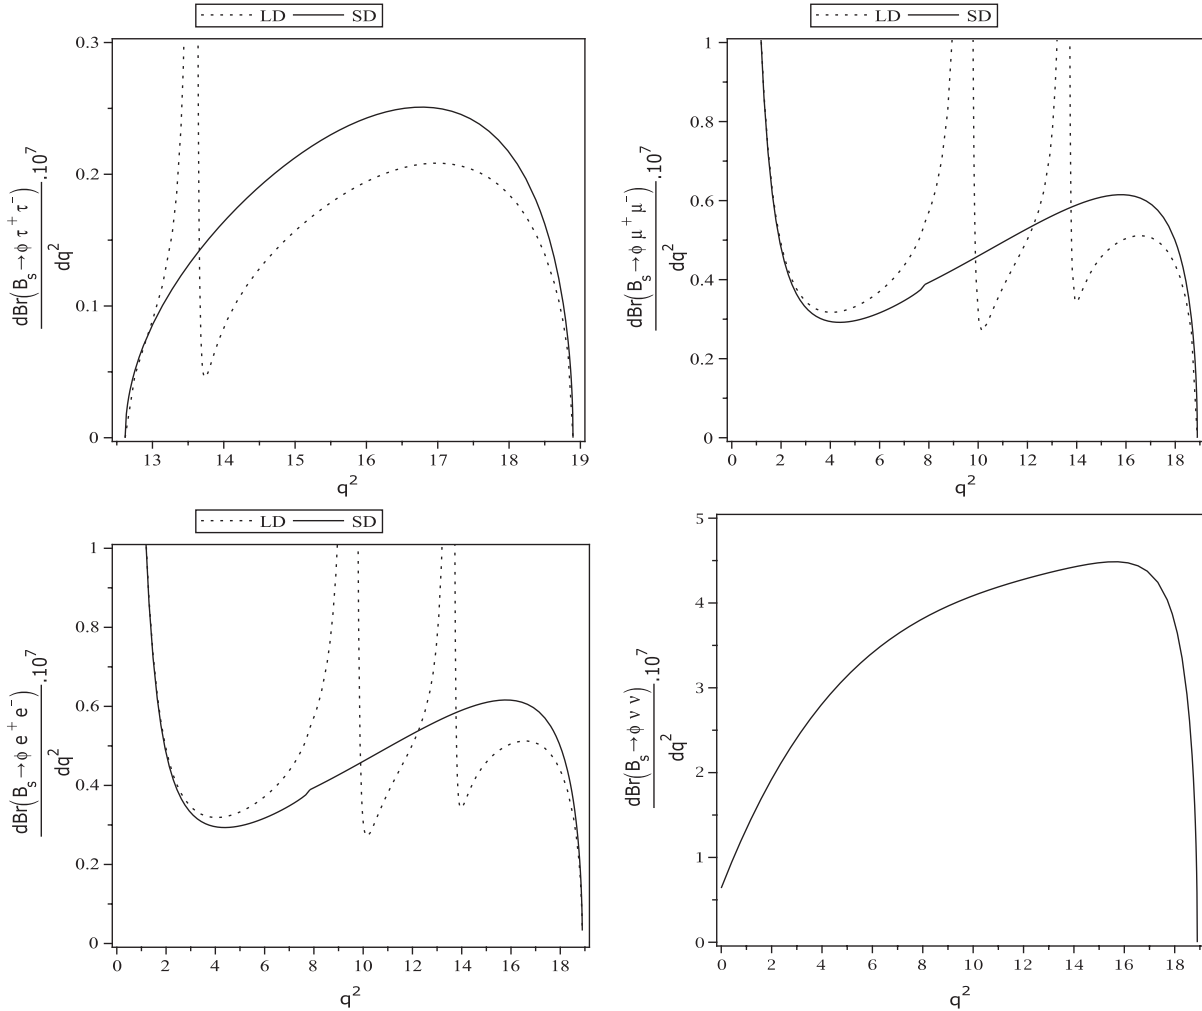 LD SD
0.3
0.2
0.1
0
13 14 15 16 17 18 19
q²
dBr(B_s→ϕ τ⁺ τ⁻)
dq²
.10⁷
LD SD
1
0.8
0.6
0.4
0.2
0
0 2 4 6 8 10 12 14 16 18
q²
dBr(B_s→ϕ μ⁺ μ⁻)
dq²
.10⁷
LD SD
1
0.8
0.6
0.4
0.2
0
0 2 4 6 8 10 12 14 16 18
q²
dBr(B_s→ϕ e⁺ e⁻)
dq²
.10⁷
5
4
3
2
1
0
0 2 4 6 8 10 12 14 16 18
q²
dBr(B_s→ϕ ν ν)
dq²
.10⁷